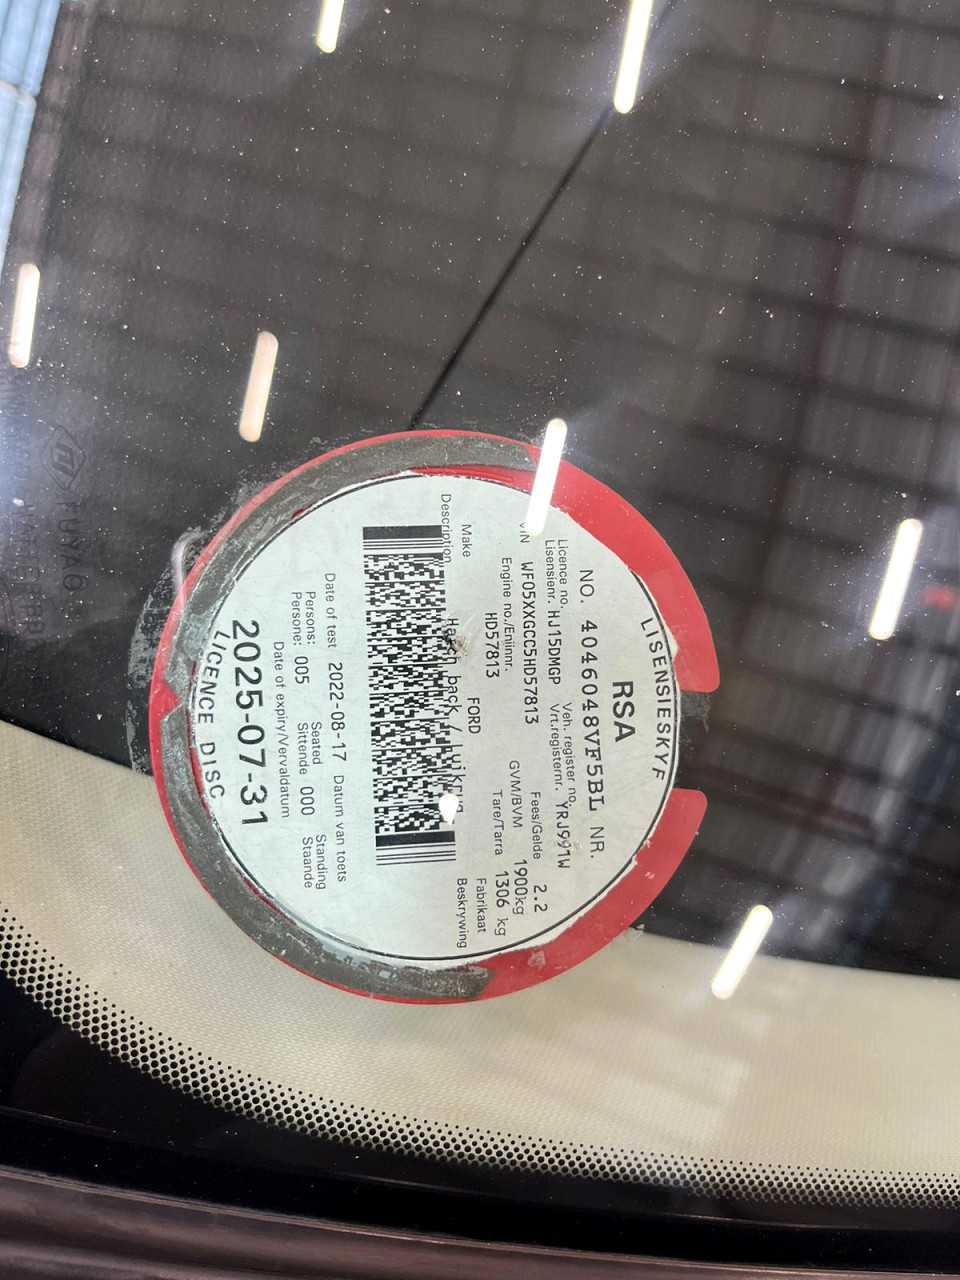 LISENSIESKYF
RSA
NO. 4046048VF5BL NR.
Licence no. Veh. register no.
Lisensienr. HJ15DMGP Vrt.registernr. YRJ991W
VIN WF05XXGCC5HD57813 Fees/Gelde 2.2
Engine no./Enjinnr. GVM/BVM 1900kg
HD57813 Tare/Tarra 1306 kg
Make FORD Fabrikaat
Description Hatch back / Luikrug Beskrywing
Date of test 2022-08-17 Datum van toets
Persons: Seated Standing
Persone: 005 Sittende 000 Staande
Date of expiry/Vervaldatum
2025-07-31
LICENCE DISC
FUYAO